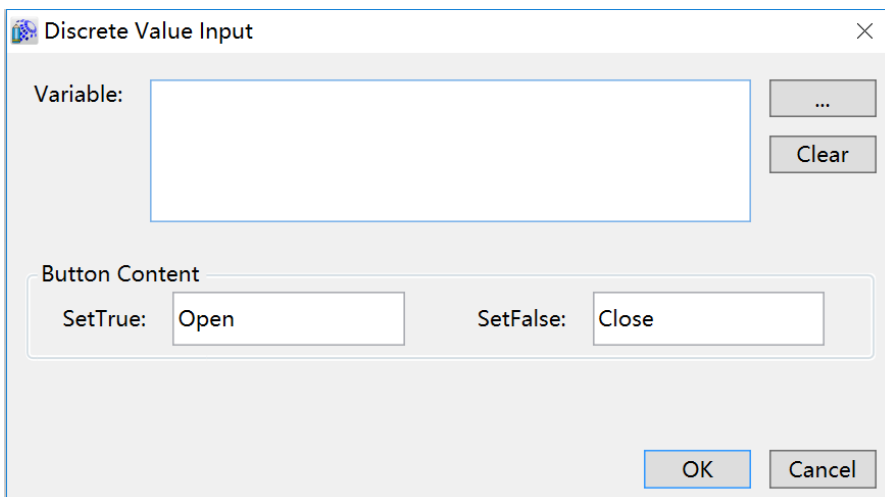 Discrete Value Input
Variable:
...
Clear
Button Content
SetTrue: Open SetFalse: Close
OK Cancel